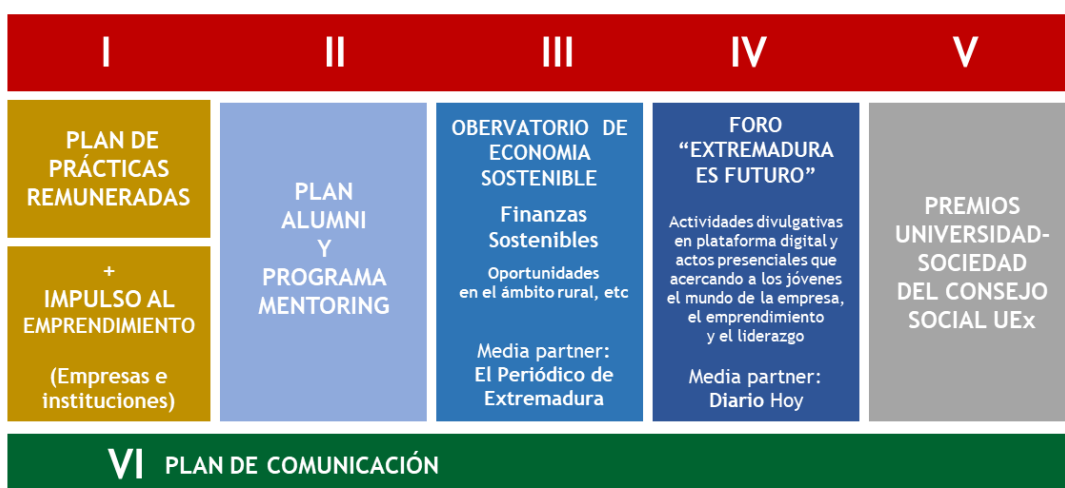 I
II
III
IV
V
PLAN DE
PRÁCTICAS
REMUNERADAS
+
IMPULSO AL
EMPRENDIMIENTO
(Empresas e
instituciones)
PLAN
ALUMNI
Y
PROGRAMA
MENTORING
OBERVATORIO DE
ECONOMIA
SOSTENIBLE
Finanzas
Sostenibles
Oportunidades
en el ámbito rural, etc
Media partner:
El Periódico de
Extremadura
FORO
“EXTREMADURA
ES FUTURO”
Actividades divulgativas
en plataforma digital y
actos presenciales que
acercando a los jóvenes
el mundo de la empresa,
el emprendimiento
y el liderazgo
Media partner:
Diario Hoy
PREMIOS
UNIVERSIDAD-
SOCIEDAD
DEL CONSEJO
SOCIAL UEx
VI PLAN DE COMUNICACIÓN